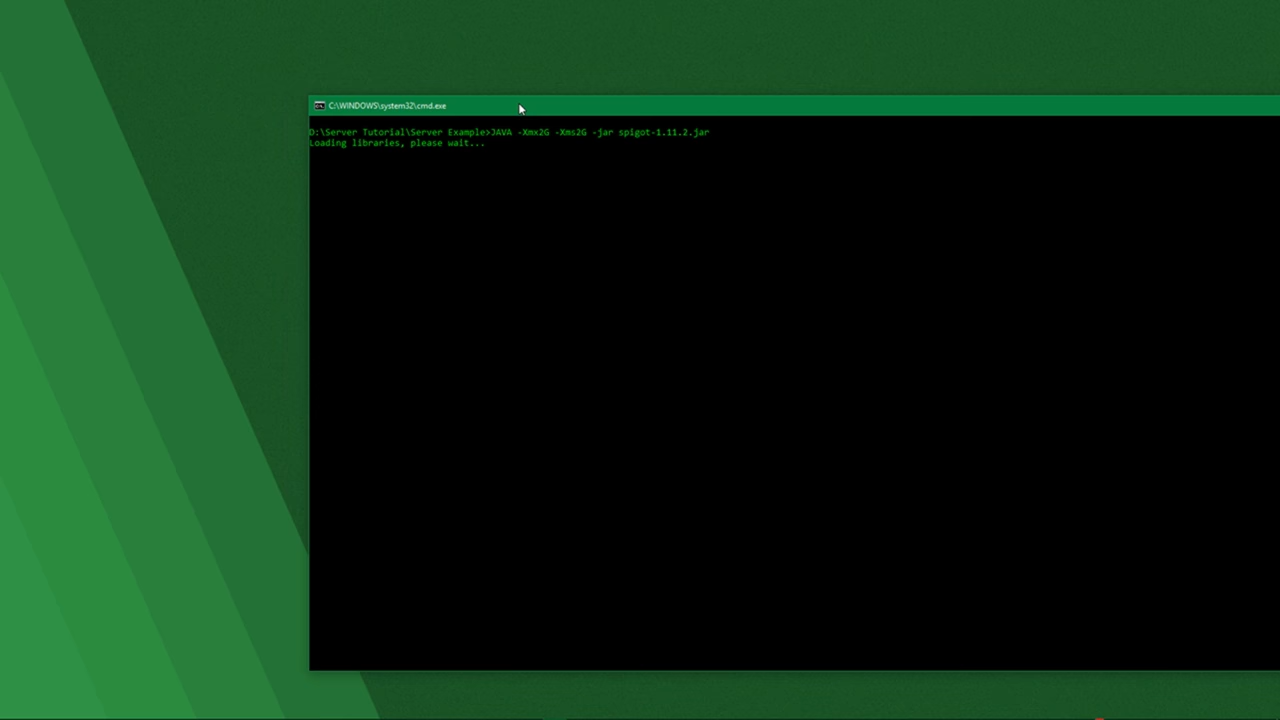 C:\WINDOWS\system32\cmd.exe
D:\Server Tutorial\Server Example>JAVA -Xmx2G -Xms2G -jar spigot-1.11.2.jar
Loading libraries, please wait...